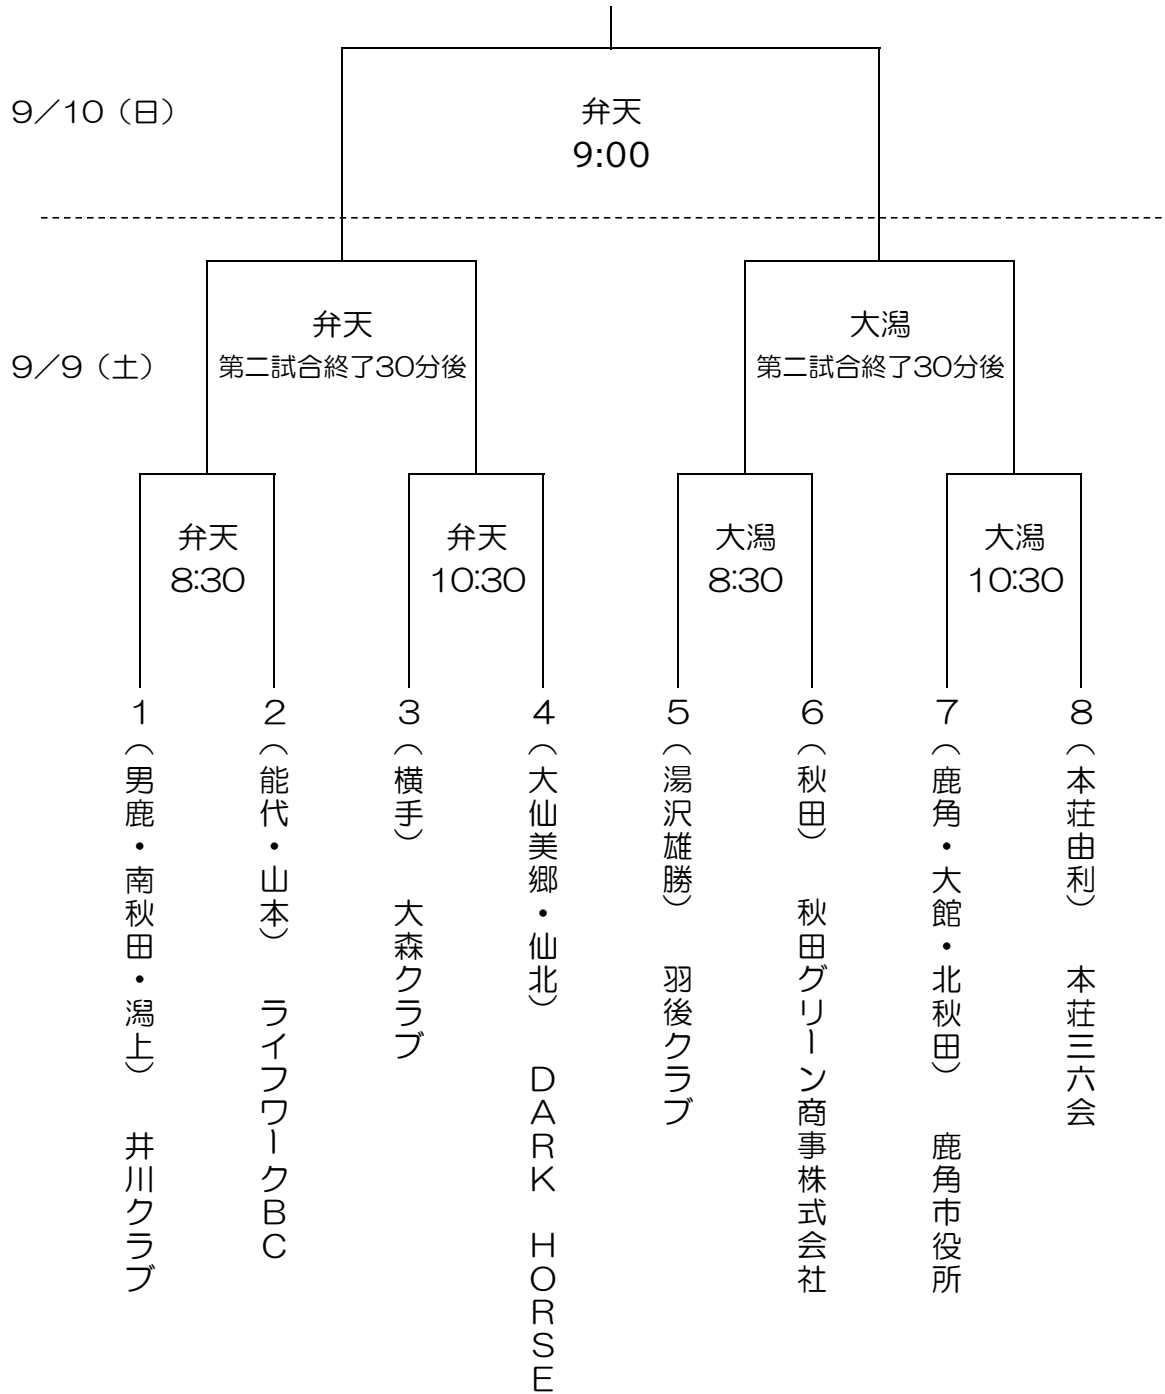 9／10（日）
弁天
9:00
9／9（土）
弁天
第二試合終了30分後
大潟
第二試合終了30分後
弁天
8:30
弁天
10:30
大潟
8:30
大潟
10:30
1（男鹿・南秋田・潟上） 井川クラブ
2（能代・山本） ライフワークＢＣ
3（横手） 大森クラブ
4（大仙美郷・仙北） ＤＡＲＫ ＨＯＲＳＥ
5（湯沢雄勝） 羽後クラブ
6（秋田） 秋田グリーン商事株式会社
7（鹿角・大館・北秋田） 鹿角市役所
8（本荘由利） 本荘三六会